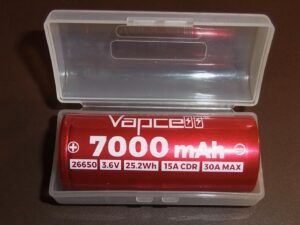 Vapcell
⊕ 7000 mAh ⊖
26650 3.6V 25.2Wh 15A CDR 30A MAX